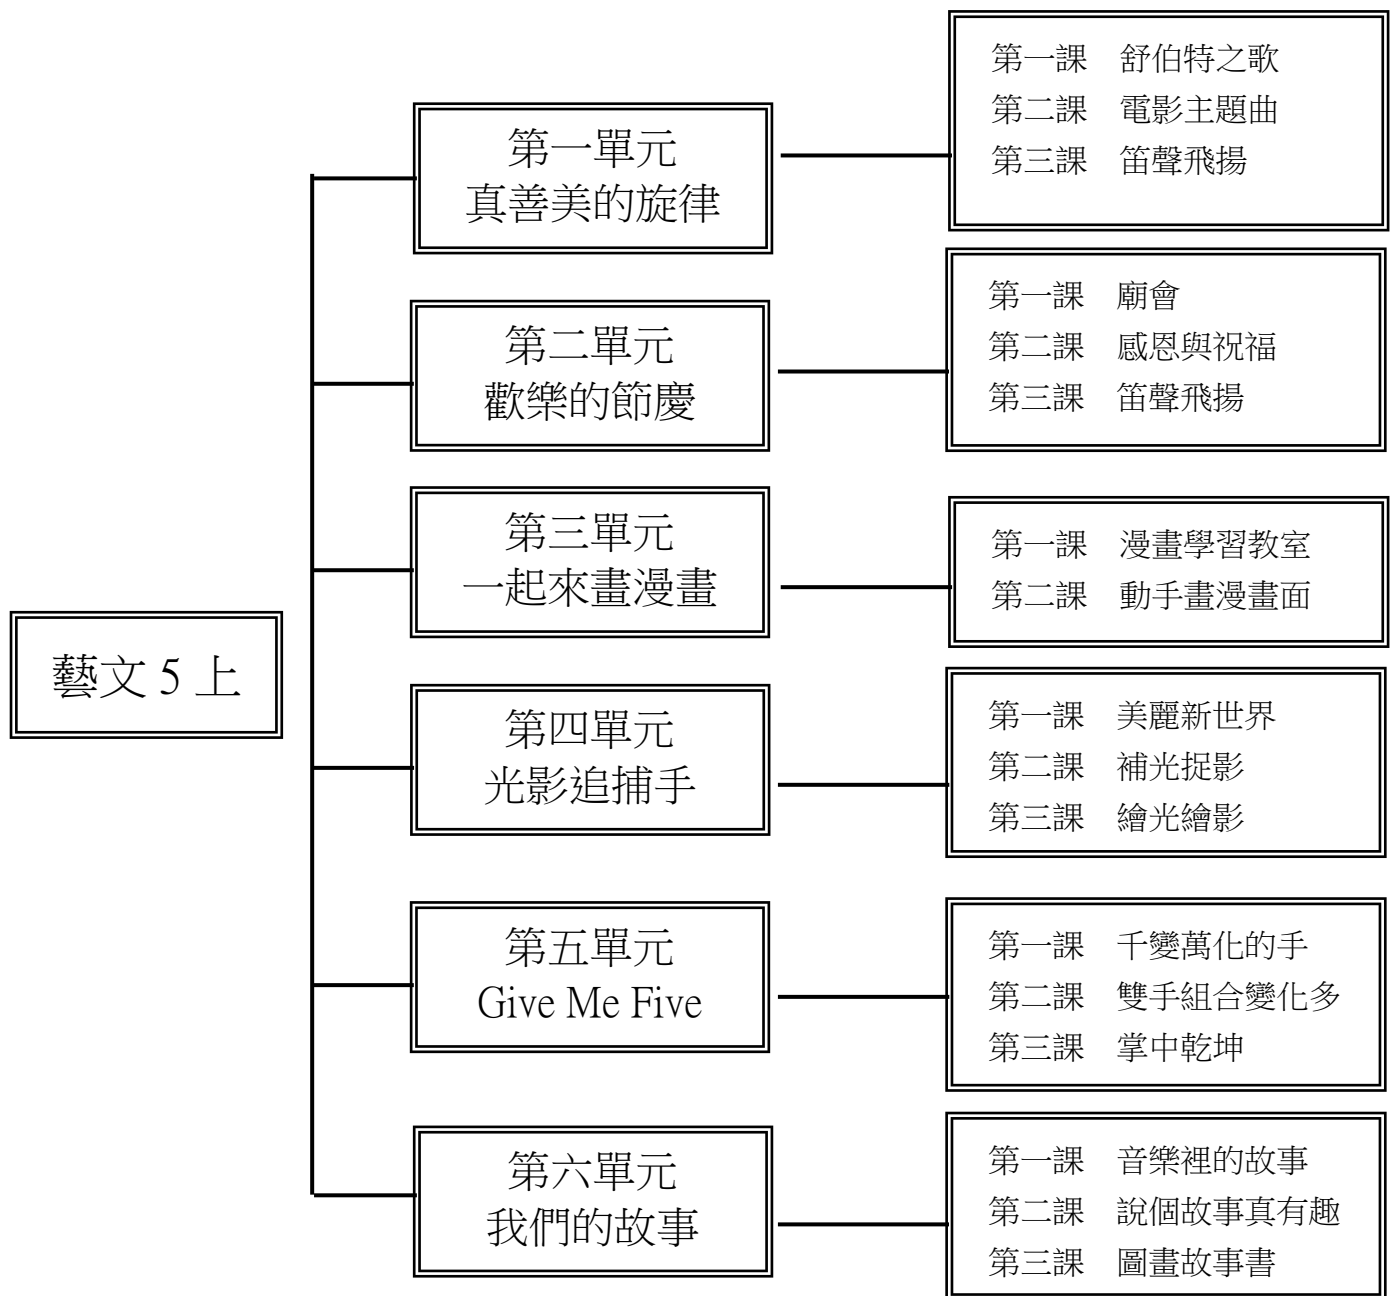 藝文 5 上
第一單元
真善美的旋律
第一課 舒伯特之歌
第二課 電影主題曲
第三課 笛聲飛揚
第二單元
歡樂的節慶
第一課 廟會
第二課 感恩與祝福
第三課 笛聲飛揚
第三單元
一起來畫漫畫
第一課 漫畫學習教室
第二課 動手畫漫畫面
第四單元
光影追捕手
第一課 美麗新世界
第二課 補光捉影
第三課 繪光繪影
第五單元
Give Me Five
第一課 千變萬化的手
第二課 雙手組合變化多
第三課 掌中乾坤
第六單元
我們的故事
第一課 音樂裡的故事
第二課 說個故事真有趣
第三課 圖畫故事書